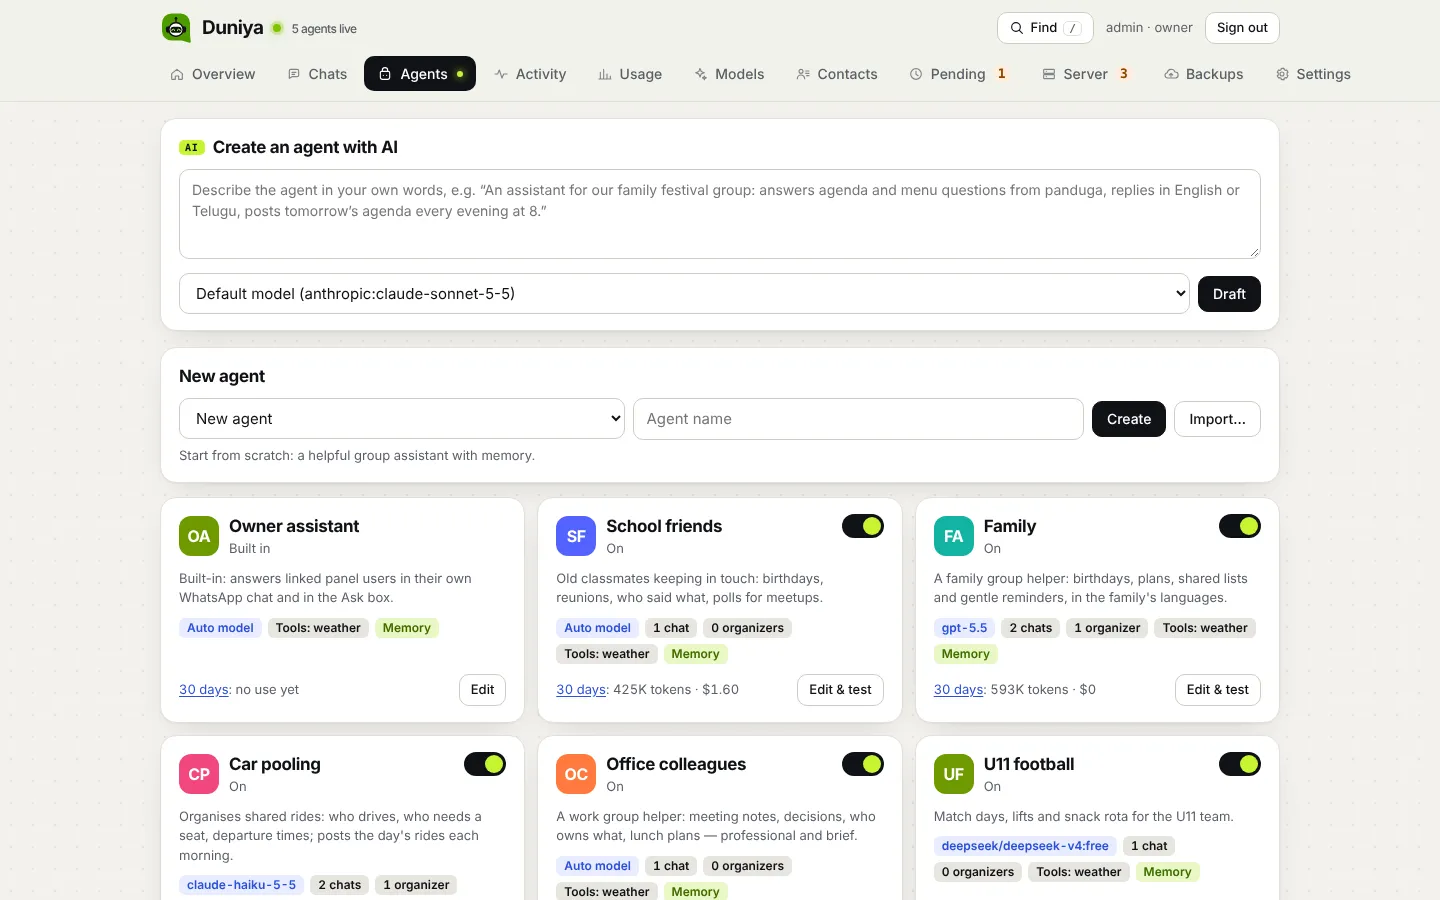 Duniya
5 agents live
Find /
admin · owner
Sign out
Overview
Chats
Agents
Activity
Usage
Models
Contacts
Pending 1
Server 3
Backups
Settings
AI Create an agent with AI
Describe the agent in your own words, e.g. “An assistant for our family festival group: answers agenda and menu questions from panduga, replies in English or
Telugu, posts tomorrow’s agenda every evening at 8.”
Default model (anthropic:claude-sonnet-5-5)
Draft
New agent
New agent
Agent name
Create
Import…
Start from scratch: a helpful group assistant with memory.
OA
Owner assistant
Built in
Built-in: answers linked panel users in their own
WhatsApp chat and in the Ask box.
Auto model Tools: weather Memory
30 days: no use yet
Edit
SF
School friends
On
Old classmates keeping in touch: birthdays,
reunions, who said what, polls for meetups.
Auto model 1 chat 0 organizers
Tools: weather Memory
30 days: 425K tokens · $1.60
Edit & test
FA
Family
On
A family group helper: birthdays, plans, shared lists
and gentle reminders, in the family's languages.
gpt-5.5 2 chats 1 organizer Tools: weather
Memory
30 days: 593K tokens · $0
Edit & test
CP
Car pooling
On
Organises shared rides: who drives, who needs a
seat, departure times; posts the day's rides each
morning.
claude-haiku-5-5 2 chats 1 organizer
OC
Office colleagues
On
A work group helper: meeting notes, decisions, who
owns what, lunch plans — professional and brief.
Auto model 1 chat 0 organizers
Tools: weather Memory
UF
U11 football
On
Match days, lifts and snack rota for the U11 team.
deepseek/deepseek-v4:free 1 chat
0 organizers Tools: weather Memory